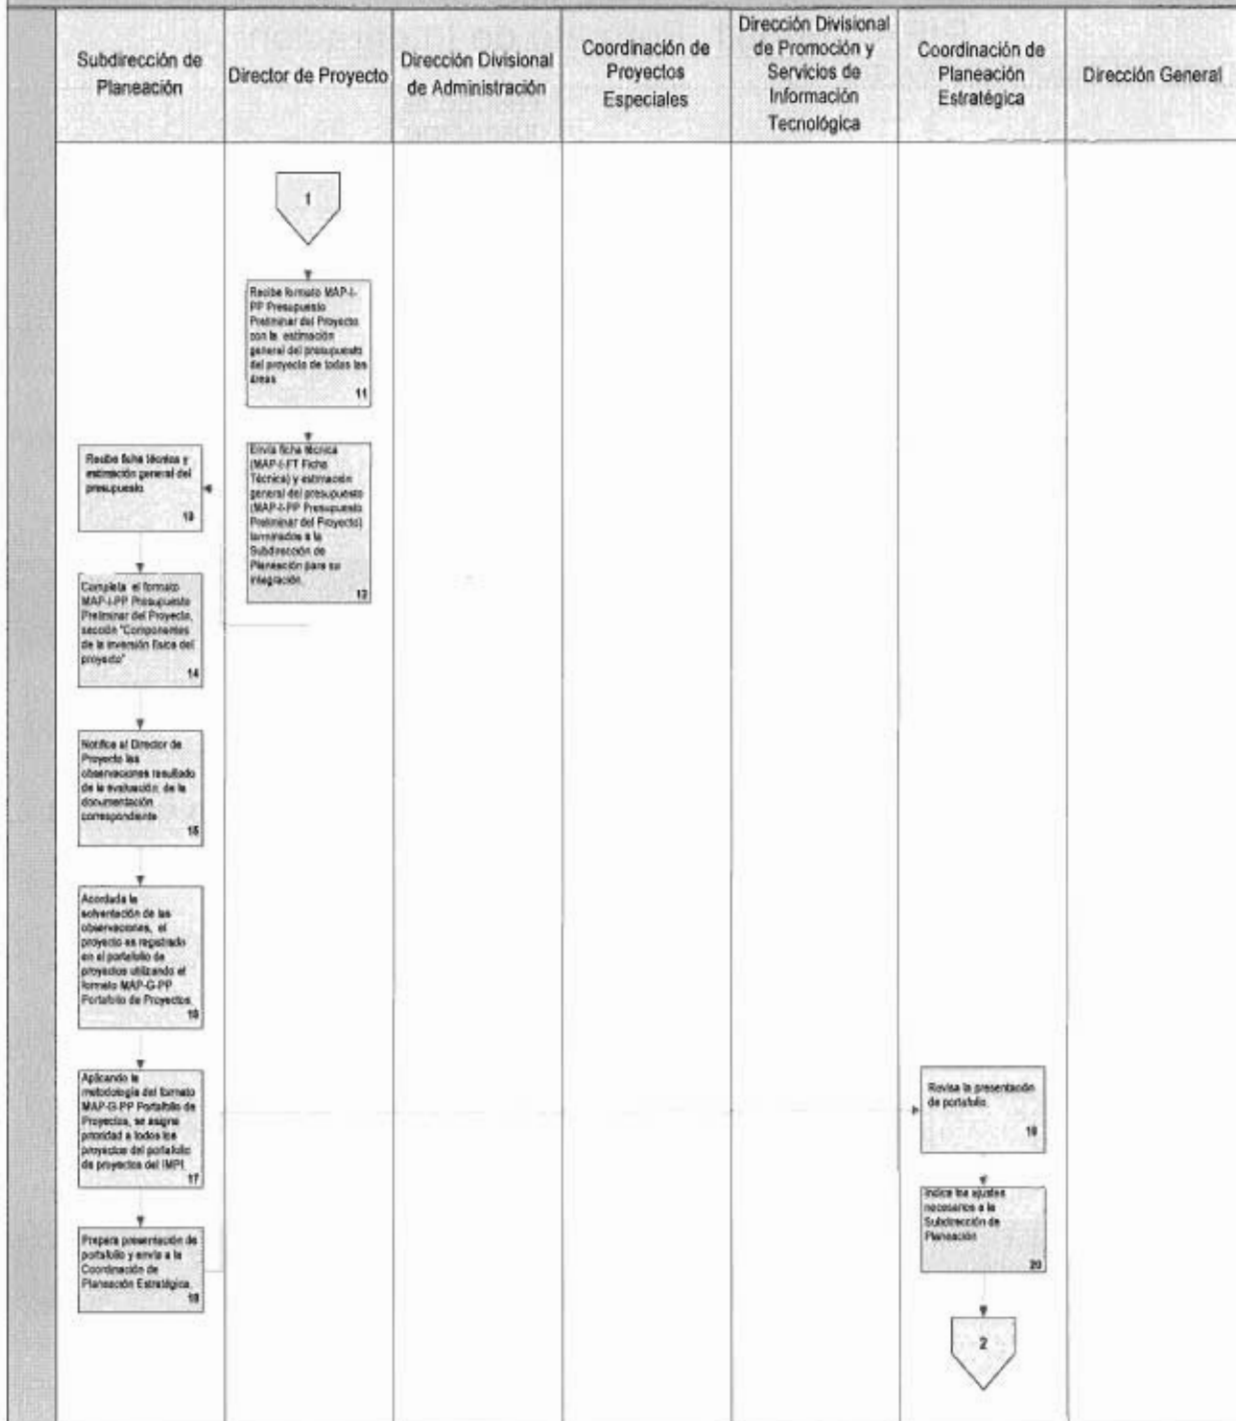 Subdirección de
Planeación
Director de Proyecto
Dirección Divisional
de Administración
Coordinación de
Proyectos
Especiales
Dirección Divisional
de Promoción y
Servicios de
Información
Tecnológica
Coordinación de
Planeación
Estratégica
Dirección General
1
Recibe formato MAP-I-
PP Presupuesto
Preliminar del Proyecto
con la estimación
general del presupuesto
del proyecto de todas las
áreas
11
Envía ficha técnica
(MAP-I-FT Ficha
Técnica) y estimación
general del presupuesto
(MAP-I-PP Presupuesto
Preliminar del Proyecto)
terminados a la
Subdirección de
Planeación para su
integración.
12
Recibe ficha técnica y
estimación general del
presupuesto
13
Completa el formato
MAP-I-PP Presupuesto
Preliminar del Proyecto,
sección "Componentes
de la inversión física del
proyecto"
14
Notifica al Director de
Proyecto las
observaciones resultado
de la evaluación, de la
documentación
correspondiente
15
Acordada la
solventación de las
observaciones, el
proyecto es registrado
en el portafolio de
proyectos utilizando el
formato MAP-G-PP
Portafolio de Proyectos.
16
Aplicando la
metodología del formato
MAP-G-PP Portafolio de
Proyectos, se asigna
prioridad a todos los
proyectos del portafolio
de proyectos del IMPI.
17
Prepara presentación de
portafolio y envía a la
Coordinación de
Planeación Estratégica.
18
Revisa la presentación
de portafolio.
19
Indica los ajustes
necesarios a la
Subdirección de
Planeación
20
2